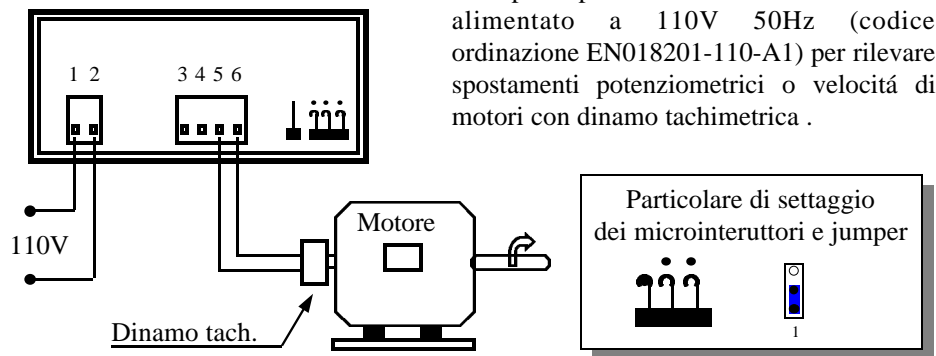 alimentato a 110V 50Hz (codice
ordinazione EN018201-110-A1) per rilevare
spostamenti potenziometrici o velocitá di
motori con dinamo tachimetrica .
1 2
3 4 5 6
110V
Motore
Dinamo tach.
Particolare di settaggio
dei microinteruttori e jumper
1